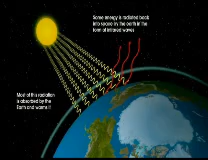 Some energy is radiated back
into space by the earth in the
form of infrared waves
Most of this radiation
is absorbed by the
Earth and warms it